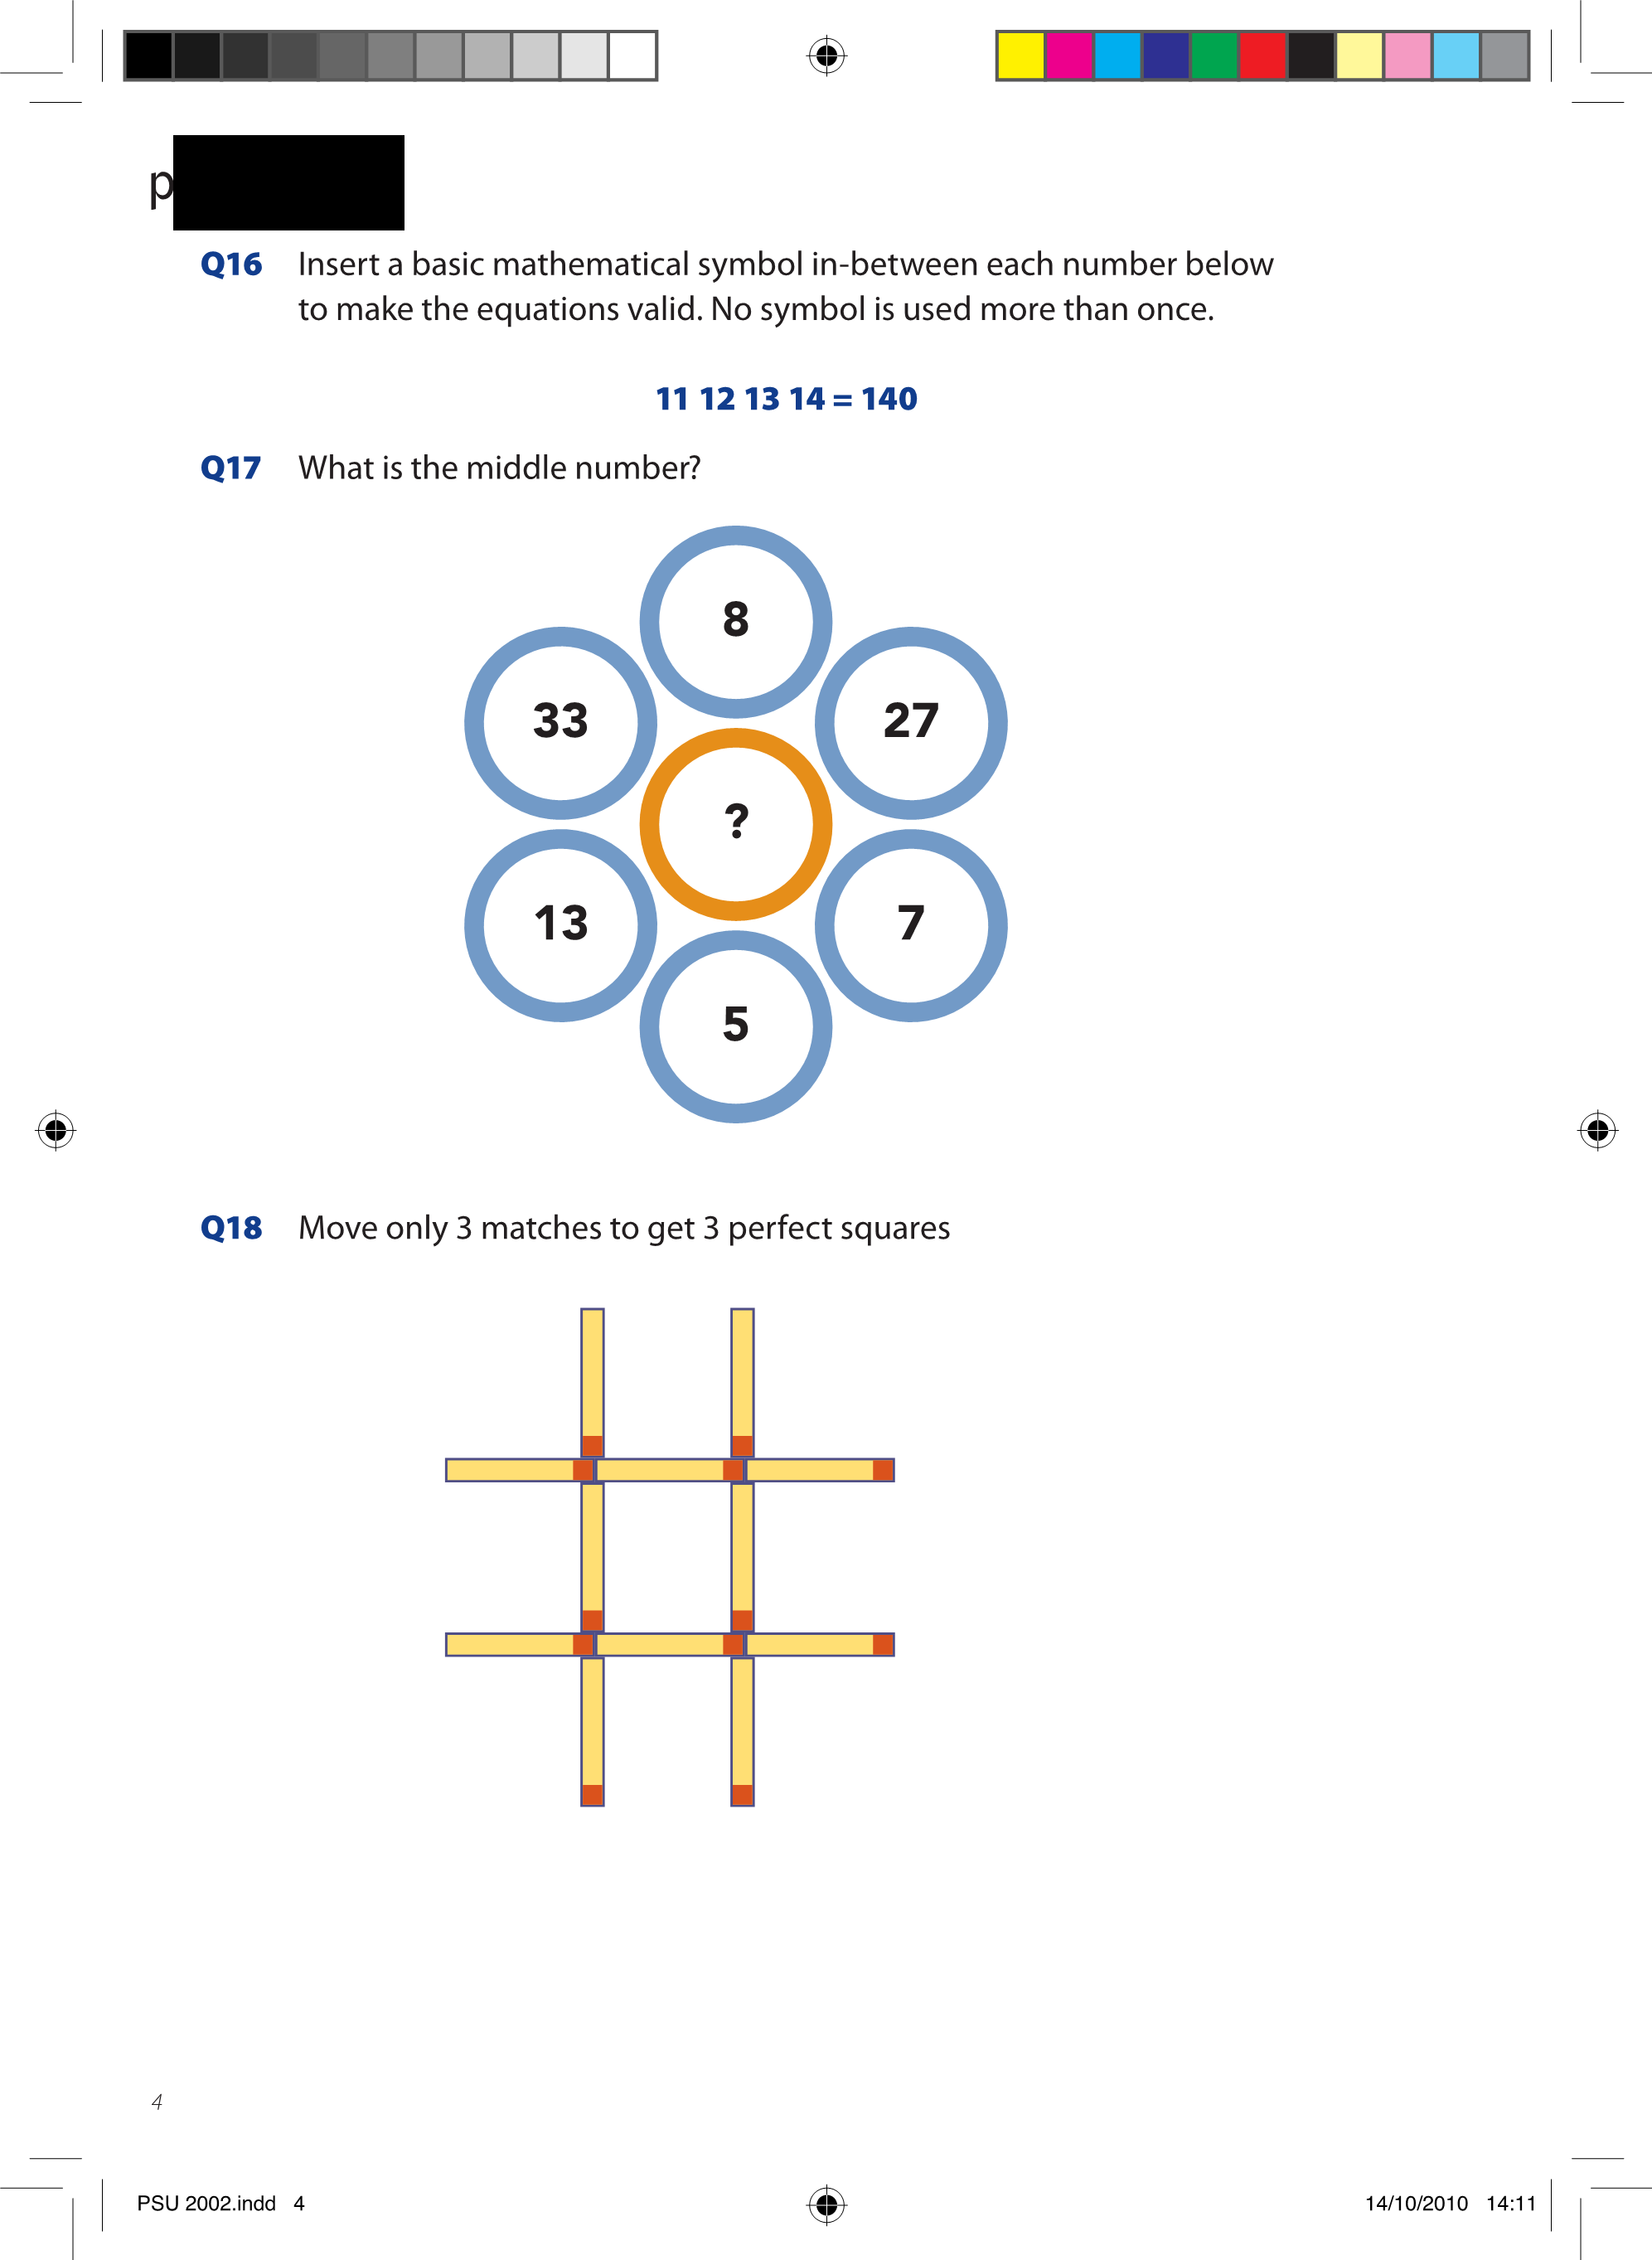 p
Q16 Insert a basic mathematical symbol in-between each number below
to make the equations valid. No symbol is used more than once.
11 12 13 14 = 140
Q17 What is the middle number?
8
33 27
?
13 7
5
Q18 Move only 3 matches to get 3 perfect squares
4
PSU 2002.indd 4 14/10/2010 14:11